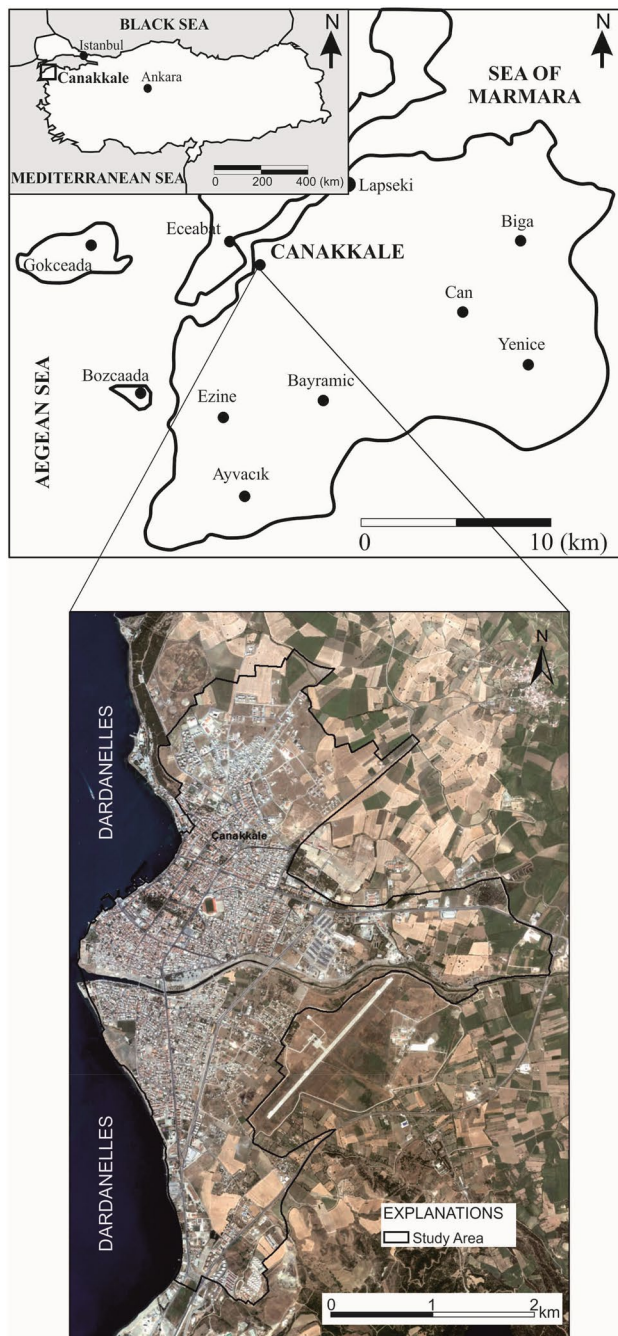 BLACK SEA
N
Istanbul
Canakkale
Ankara
0 200 400 (km)
MEDITERRANEAN SEA
N
SEA OF
MARMARA
Lapseki
Eceabat
Biga
Gokceada
CANAKKALE
Can
Yenice
AEGEAN SEA
Bozcaada
Bayramic
Ezine
Ayvacık
0 10 (km)
N
DARDANELLES
Çanakkale
DARDANELLES
EXPLANATIONS
Study Area
0 1 2
km